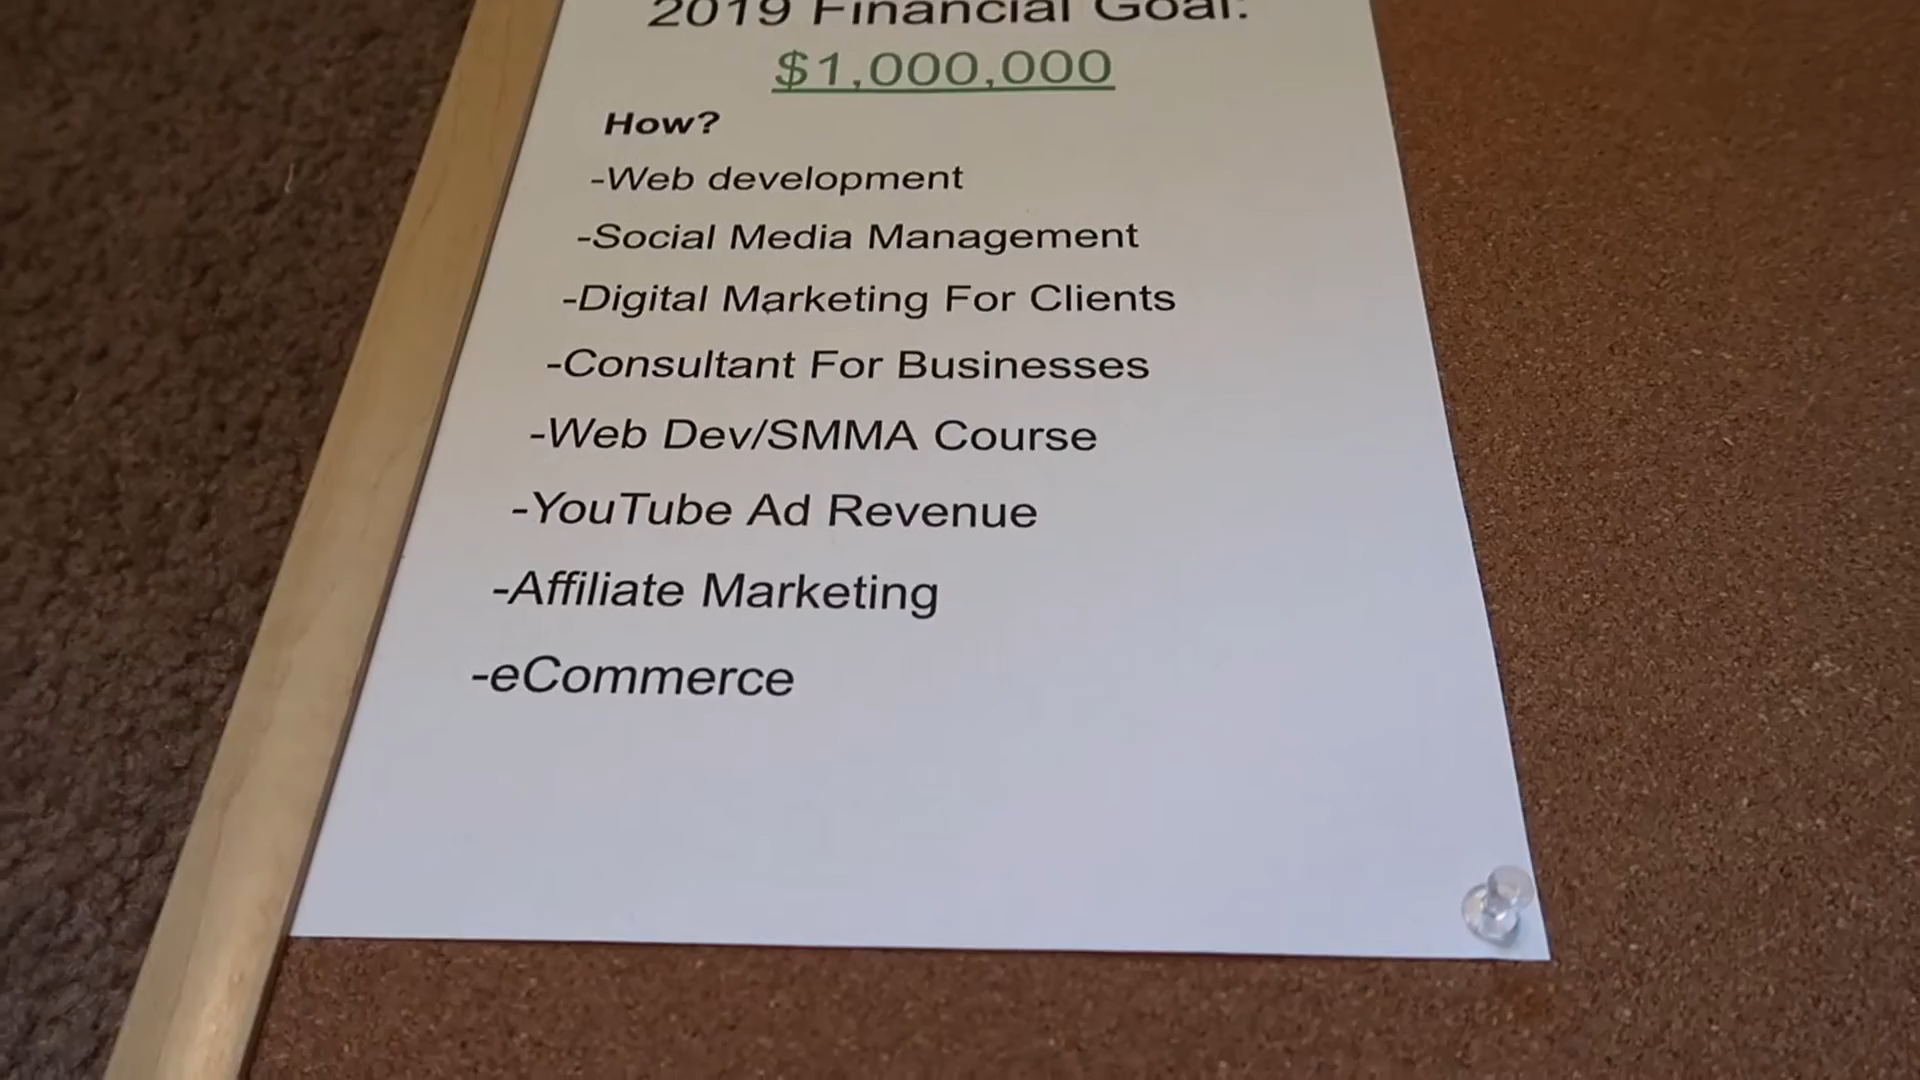 2019 Financial Goal:
$1,000,000
How?
-Web development
-Social Media Management
-Digital Marketing For Clients
-Consultant For Businesses
-Web Dev/SMMA Course
-YouTube Ad Revenue
-Affiliate Marketing
-eCommerce